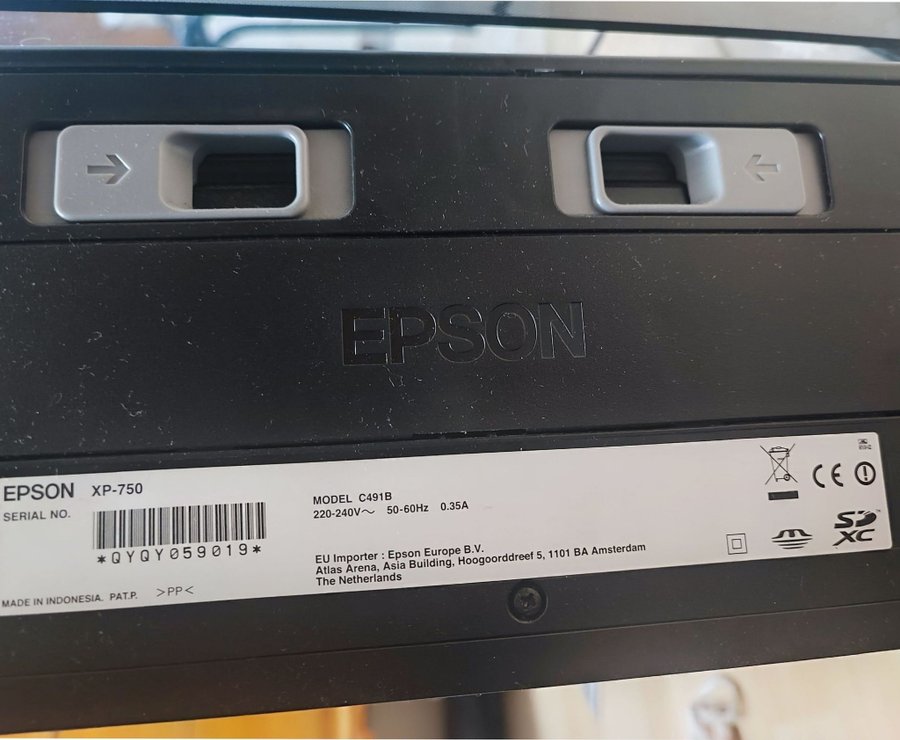 EPSON
EPSON XP-750
SERIAL NO.
*QYQY059019*
MADE IN INDONESIA. PAT.P. >PP<
MODEL C491B
220-240V～ 50-60Hz 0.35A
EU Importer : Epson Europe B.V.
Atlas Arena, Asia Building, Hoogoorddreef 5, 1101 BA Amsterdam
The Netherlands
CE
SD
XC